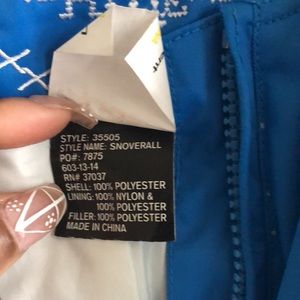 STYLE: 35505
STYLE NAME: SNOVERALL
PO#: 7875
603-13-14
RN# 37037
SHELL: 100% POLYESTER
LINING: 100% NYLON &
100% POLYESTER
FILLER: 100% POLYESTER
MADE IN CHINA